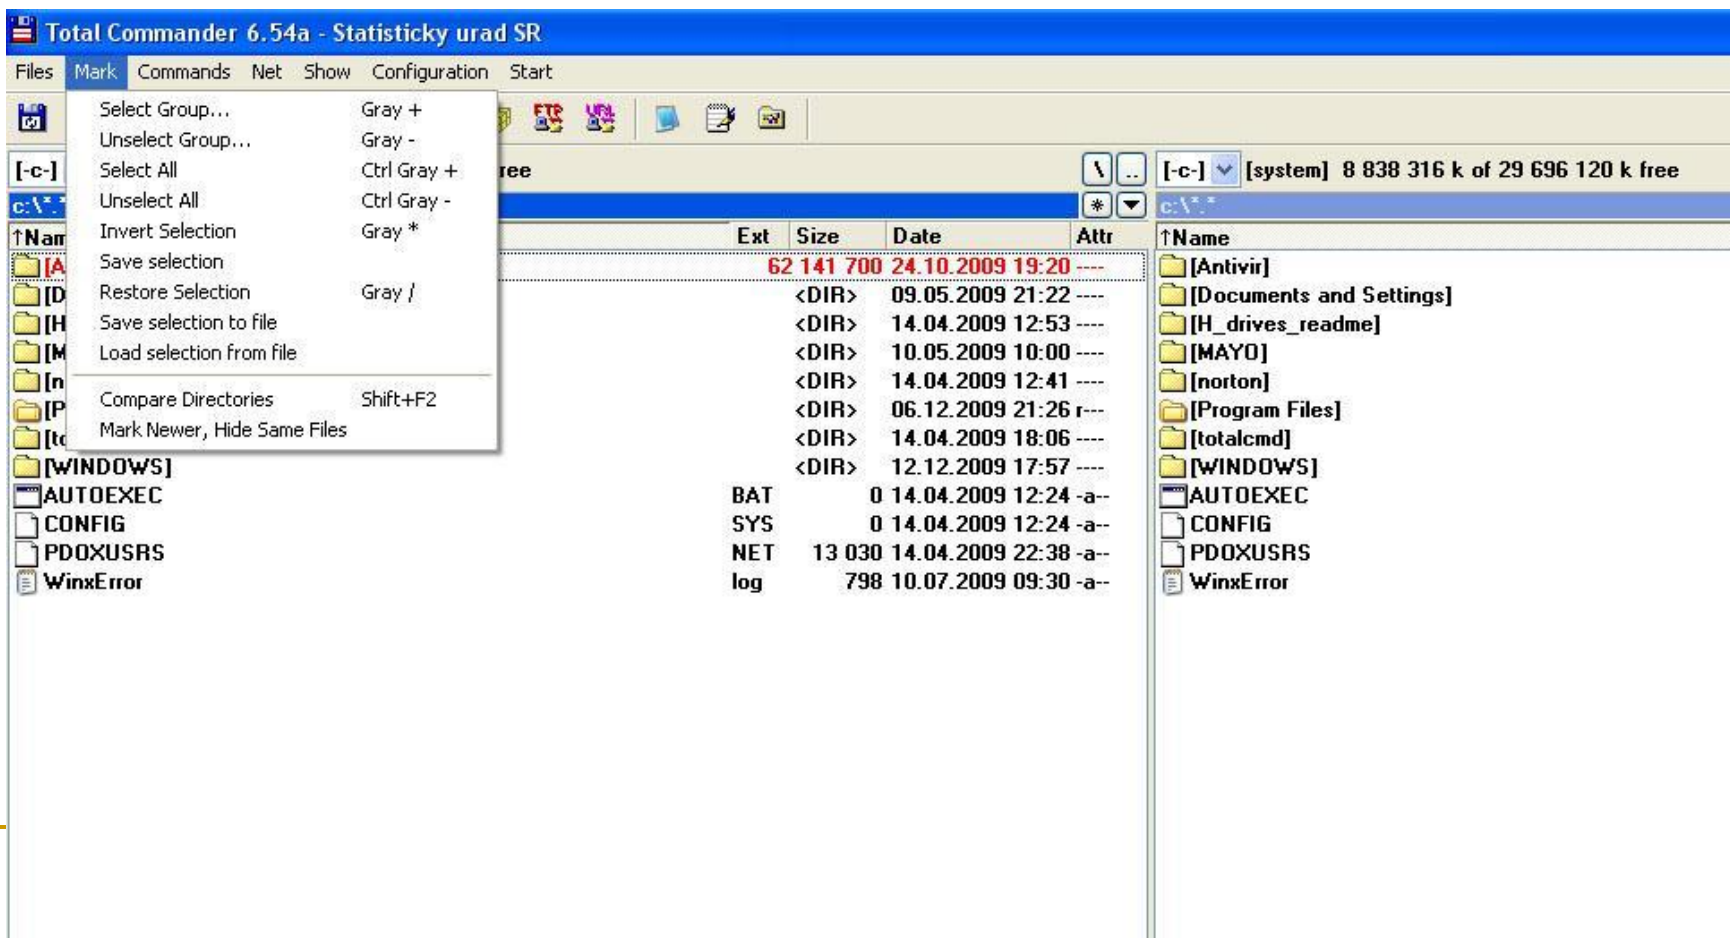 Total Commander 6.54a - Statisticky urad SR
Files Mark Commands Net Show Configuration Start
Select Group... Gray +
Unselect Group... Gray -
Select All Ctrl Gray +
Unselect All Ctrl Gray -
Invert Selection Gray *
Save selection
Restore Selection Gray /
Save selection to file
Load selection from file
Compare Directories Shift+F2
Mark Newer, Hide Same Files
FTP URL
[-c-] ree \ ..
c:\*.* *
↑Nam Ext Size Date Attr
[A 62 141 700 24.10.2009 19:20 ----
[D <DIR> 09.05.2009 21:22 ----
[H <DIR> 14.04.2009 12:53 ----
[M <DIR> 10.05.2009 10:00 ----
[n <DIR> 14.04.2009 12:41 ----
[P <DIR> 06.12.2009 21:26 r---
[to <DIR> 14.04.2009 18:06 ----
[WINDOWS] <DIR> 12.12.2009 17:57 ----
AUTOEXEC BAT 0 14.04.2009 12:24 -a--
CONFIG SYS 0 14.04.2009 12:24 -a--
PDOXUSRS NET 13 030 14.04.2009 22:38 -a--
WinxError log 798 10.07.2009 09:30 -a--
[-c-] [system] 8 838 316 k of 29 696 120 k free
c:\*.*
↑Name
[Antivir]
[Documents and Settings]
[H_drives_readme]
[MAYO]
[norton]
[Program Files]
[totalcmd]
[WINDOWS]
AUTOEXEC
CONFIG
PDOXUSRS
WinxError